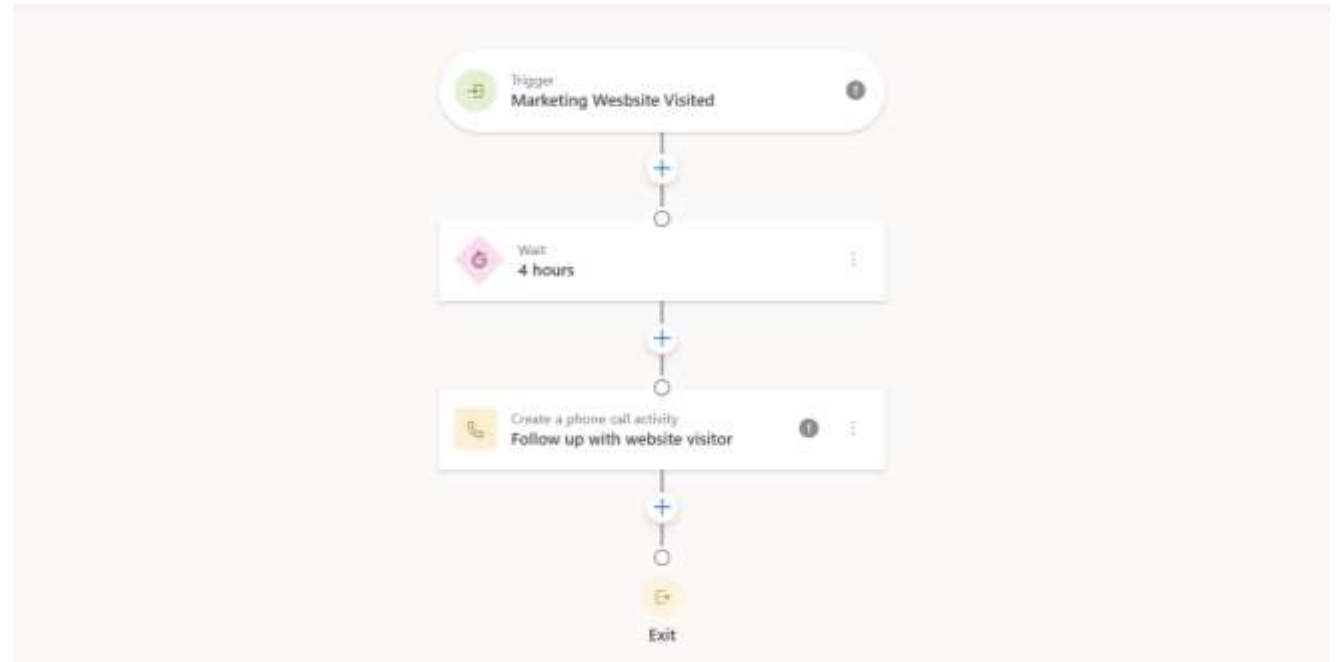 Trigger
Marketing Wesbsite Visited
Wait
4 hours
Create a phone call activity
Follow up with website visitor
Exit